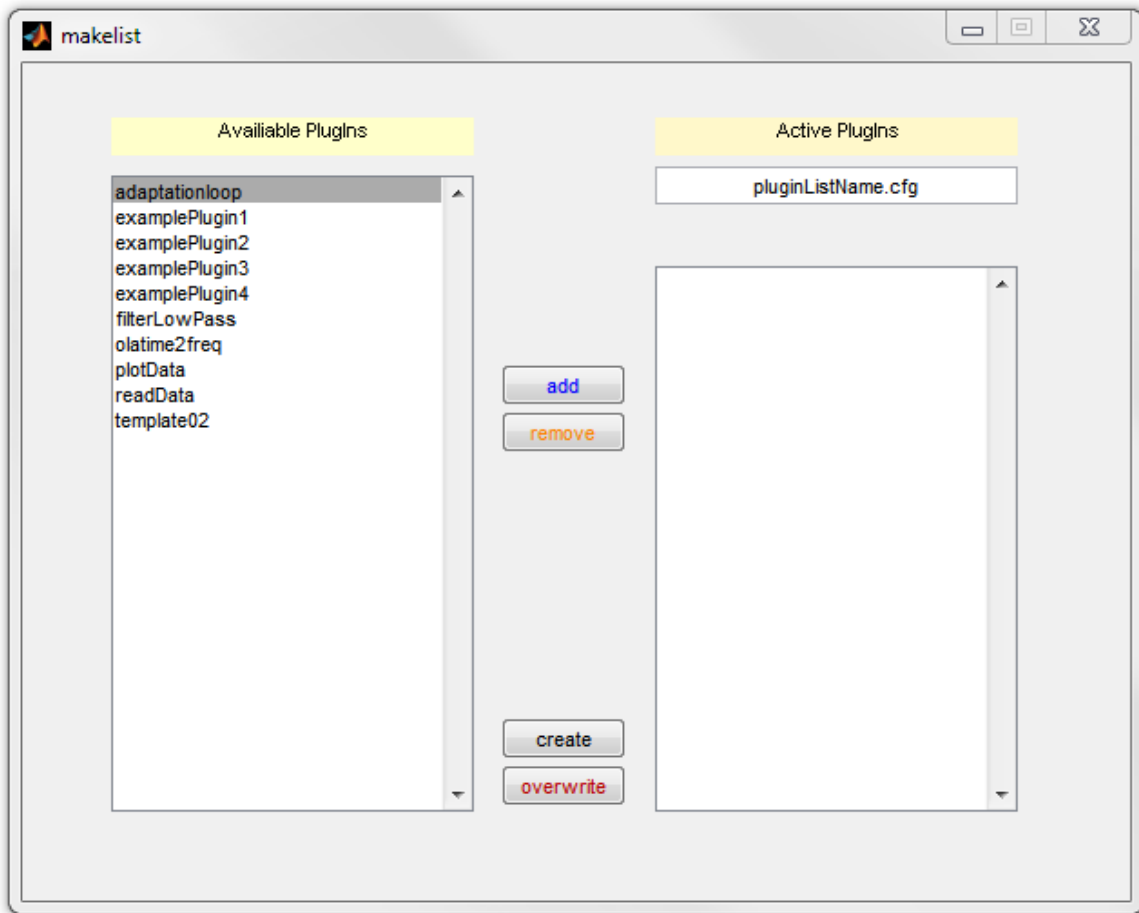 makelist
Availiable PlugIns
adaptationloop
examplePlugin1
examplePlugin2
examplePlugin3
examplePlugin4
filterLowPass
olatime2freq
plotData
readData
template02
add
remove
create
overwrite
Active PlugIns
pluginListName.cfg